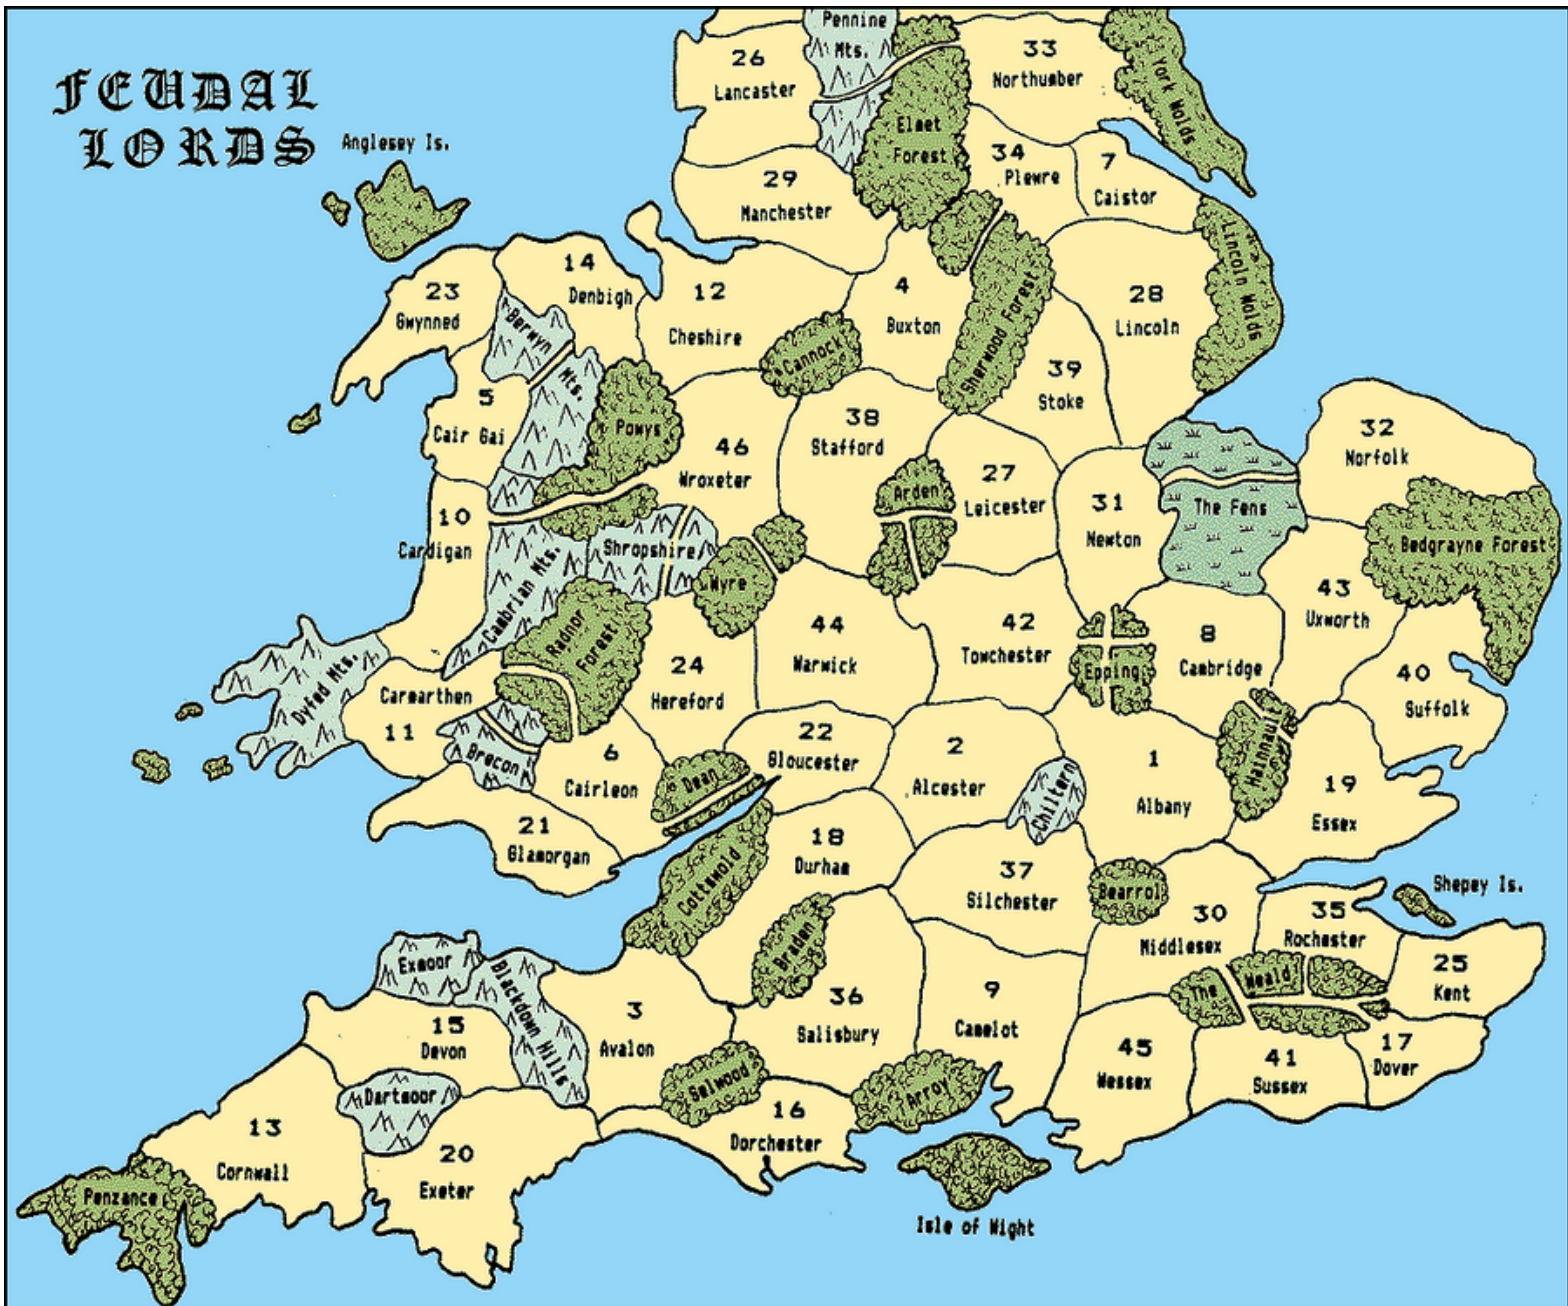 FEUDAL
LORDS
Anglesey Is.
Pennine
Mts.
26
Lancaster
33
Northumber
York Wolds
Elmet
Forest
34
Plewre
7
Caistor
29
Manchester
Lincoln Wolds
14
Denbigh
23
Gwynned
12
Cheshire
4
Buxton
28
Lincoln
Berwyn
Mts.
Cannock
Sherwood Forest
39
Stoke
5
Cair Gai
Powys
38
Stafford
46
Wroxeter
32
Norfolk
27
Leicester
Arden
31
Newton
The Fens
10
Cardigan
Shropshire
Bedgrayne Forest
Cambrian Mts.
Wyre
43
Uxworth
Radnor
Forest
44
Warwick
42
Towchester
8
Cambridge
24
Hereford
Epping
40
Suffolk
Dyfed Mts.
Carmarthen
11
Brecon
6
Cairleon
22
Gloucester
2
Alcester
1
Albany
Hainnault
19
Essex
Dean
Chiltern
21
Glamorgan
18
Durham
Cottswold
37
Silchester
Bearrol
30
Middlesex
35
Rochester
Shepey Is.
Exmoor
Blackdown Hills
Braden
25
Kent
The
Weald
3
Avalon
36
Salisbury
9
Camelot
15
Devon
45
Wessex
41
Sussex
17
Dover
Dartmoor
Selwood
Arroy
16
Dorchester
13
Cornwall
20
Exeter
Penzance
Isle of Wight